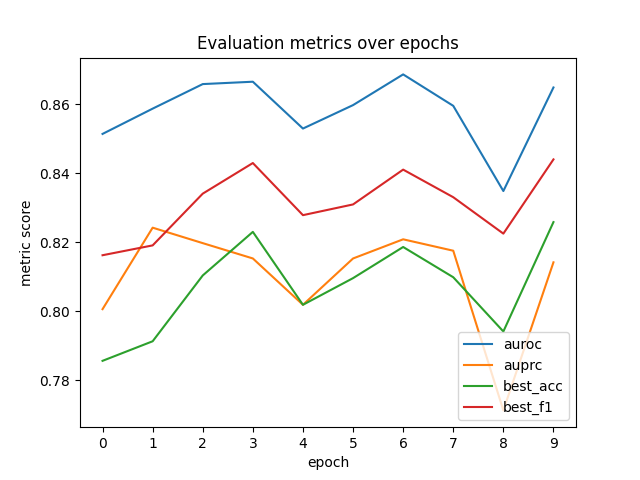 Evaluation metrics over epochs
metric score
0.86
0.84
0.82
0.80
0.78
auroc
auprc
best_acc
best_f1
0 1 2 3 4 5 6 7 8 9
epoch